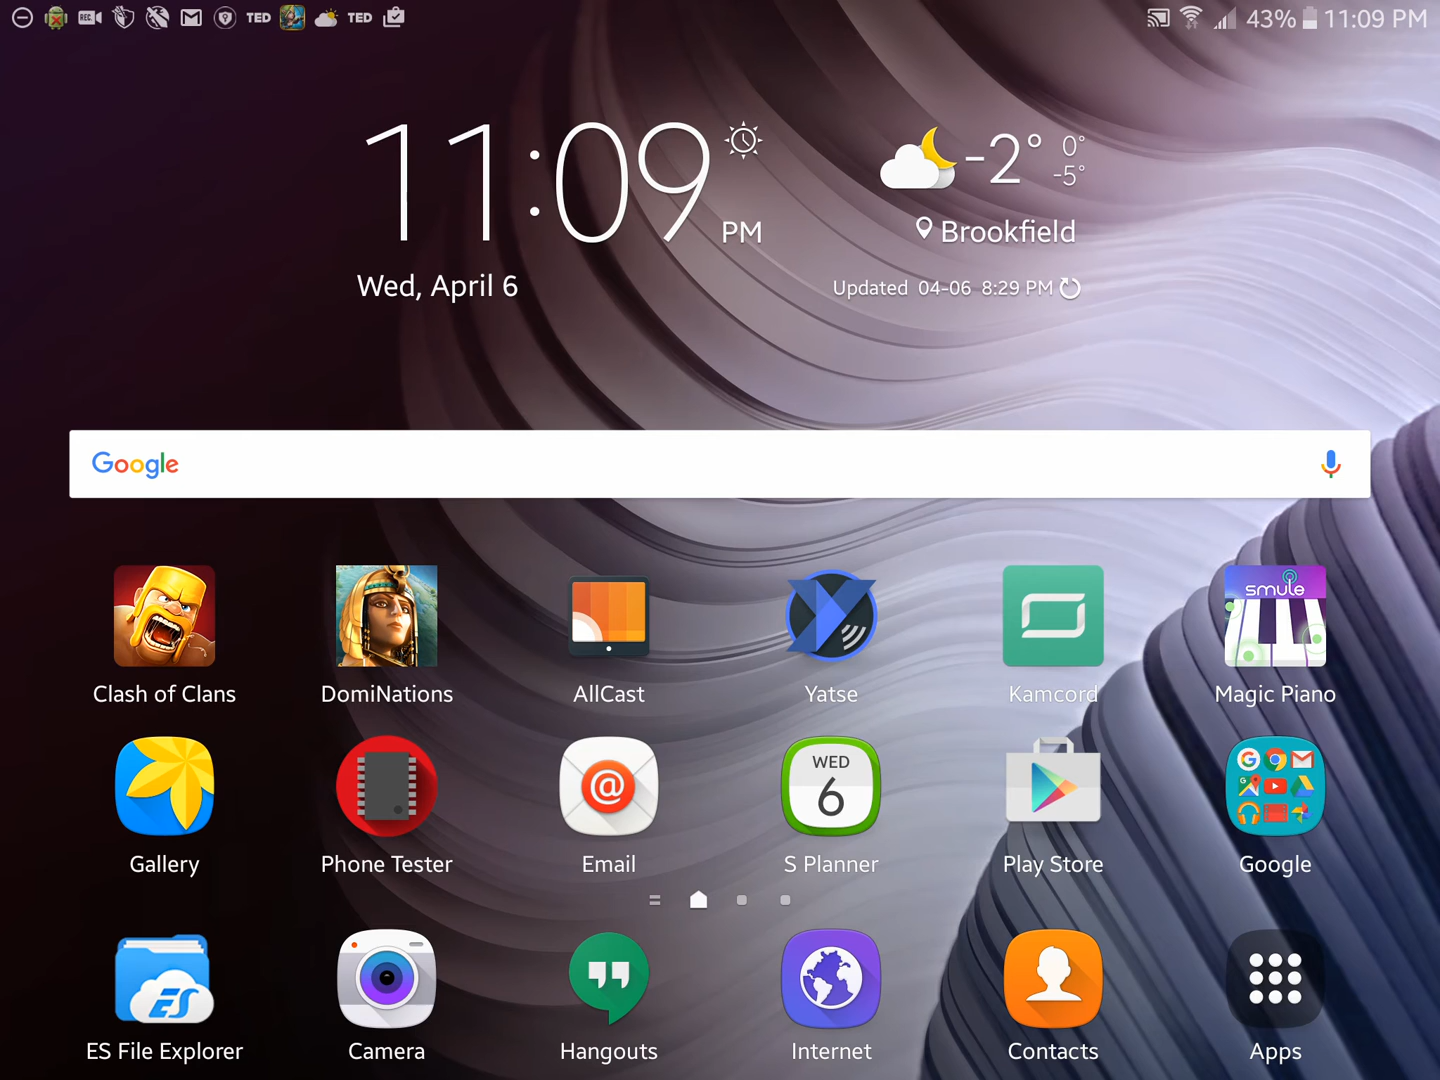 REC
TED
TED
43%
11:09 PM
11:09 PM
Wed, April 6
-2° 0°
-5°
Brookfield
Updated 04-06 8:29 PM
Google
smule
Clash of Clans
DomiNations
AllCast
Yatse
Kamcord
Magic Piano
WED
6
@
G
Gallery
Phone Tester
Email
S Planner
Play Store
Google
ES
ES File Explorer
Camera
Hangouts
Internet
Contacts
Apps